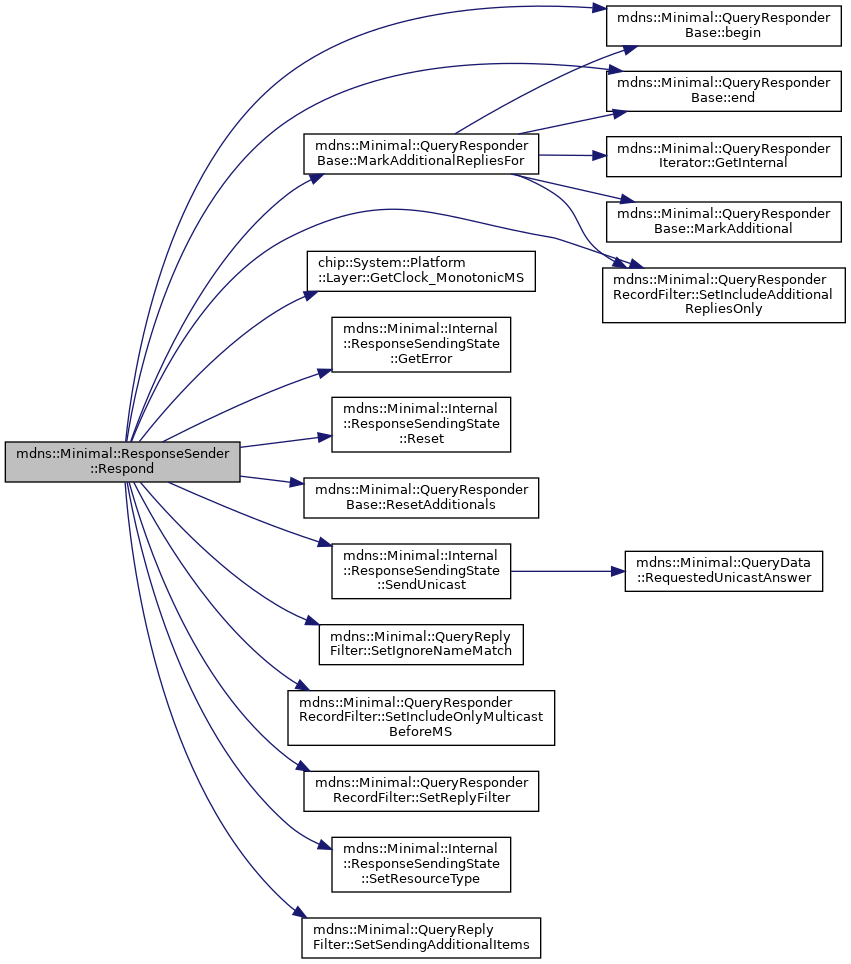 mdns::Minimal::ResponseSender
::Respond
mdns::Minimal::QueryResponder
Base::MarkAdditionalRepliesFor
chip::System::Platform
::Layer::GetClock_MonotonicMS
mdns::Minimal::Internal
::ResponseSendingState
::GetError
mdns::Minimal::Internal
::ResponseSendingState
::Reset
mdns::Minimal::QueryResponder
Base::ResetAdditionals
mdns::Minimal::Internal
::ResponseSendingState
::SendUnicast
mdns::Minimal::QueryReply
Filter::SetIgnoreNameMatch
mdns::Minimal::QueryResponder
RecordFilter::SetIncludeOnlyMulticast
BeforeMS
mdns::Minimal::QueryResponder
RecordFilter::SetReplyFilter
mdns::Minimal::Internal
::ResponseSendingState
::SetResourceType
mdns::Minimal::QueryReply
Filter::SetSendingAdditionalItems
mdns::Minimal::QueryResponder
Base::begin
mdns::Minimal::QueryResponder
Base::end
mdns::Minimal::QueryResponder
Iterator::GetInternal
mdns::Minimal::QueryResponder
Base::MarkAdditional
mdns::Minimal::QueryResponder
RecordFilter::SetIncludeAdditional
RepliesOnly
mdns::Minimal::QueryData
::RequestedUnicastAnswer